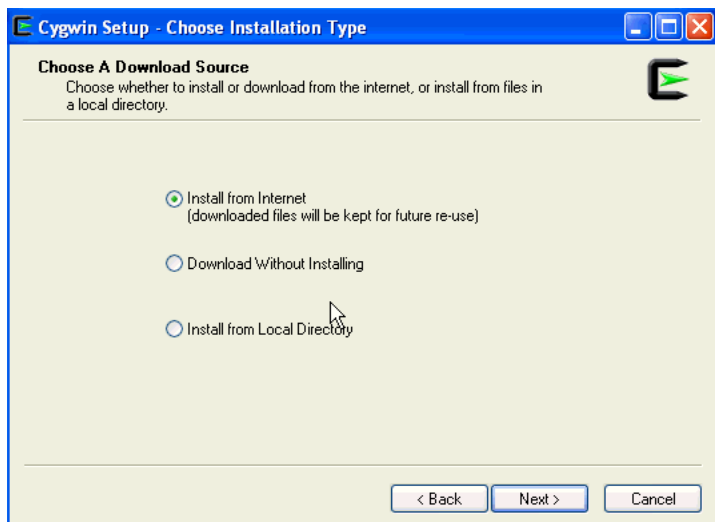 Cygwin Setup - Choose Installation Type
Choose A Download Source
Choose whether to install or download from the internet, or install from files in
a local directory.
Install from Internet
(downloaded files will be kept for future re-use)
Download Without Installing
Install from Local Directory
< Back
Next >
Cancel